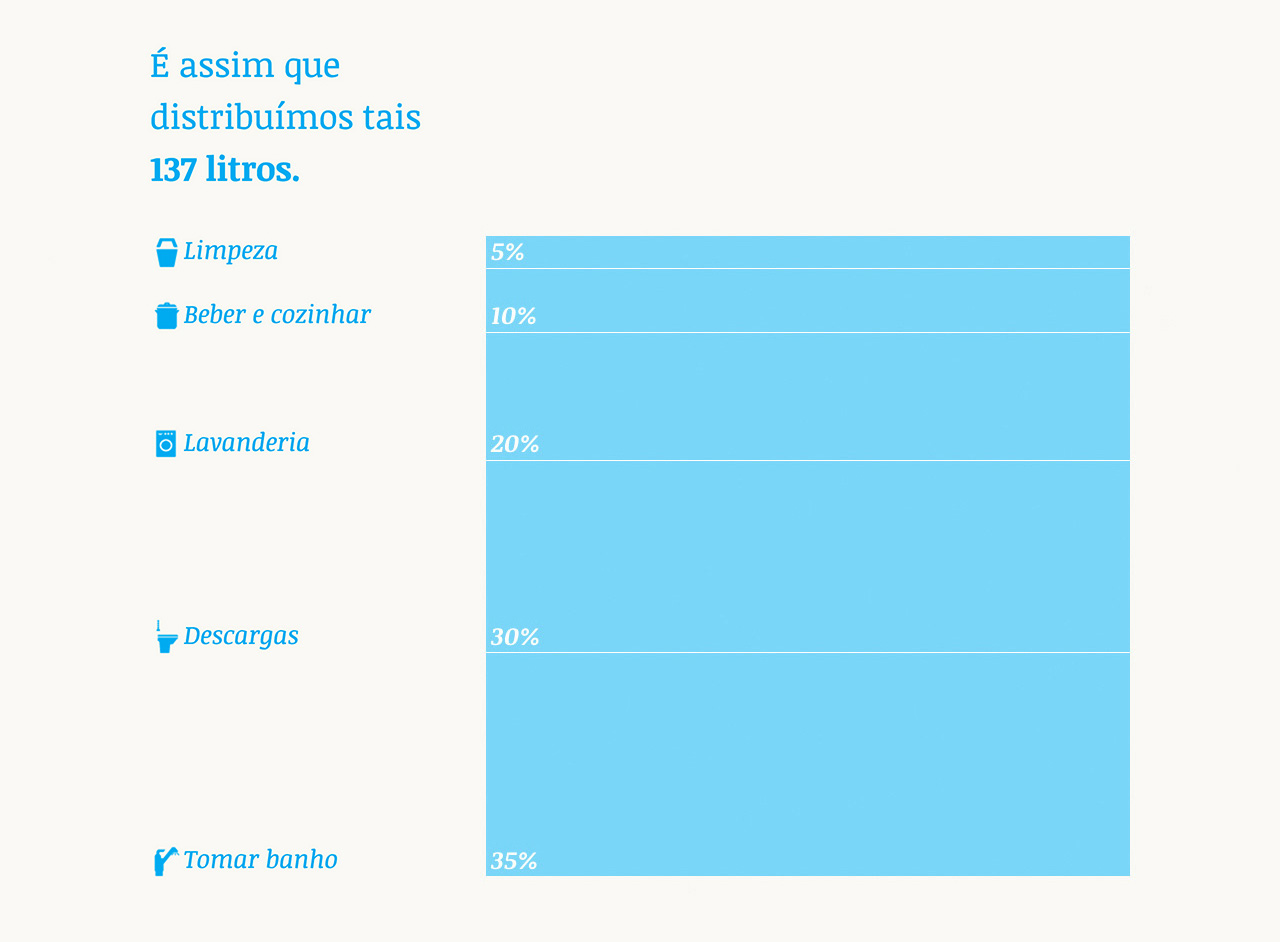 É assim que
distribuímos tais
137 litros.
Limpeza 5%
Beber e cozinhar 10%
Lavanderia 20%
Descargas 30%
Tomar banho 35%